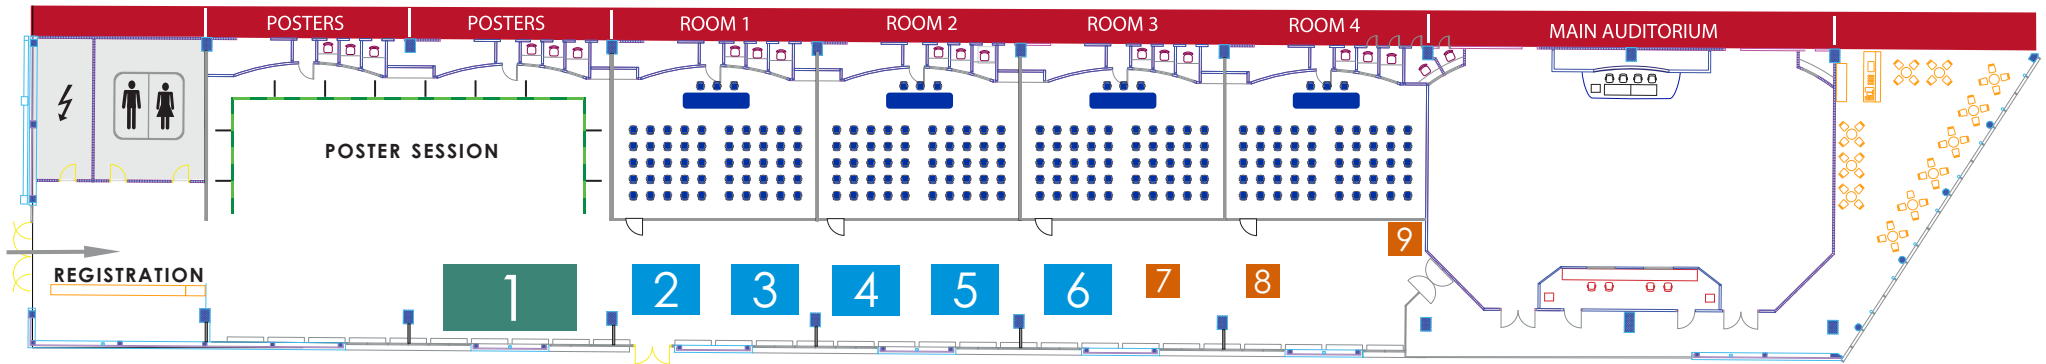 POSTERS
POSTERS
ROOM 1
ROOM 2
ROOM 3
ROOM 4
MAIN AUDITORIUM
POSTER SESSION
REGISTRATION
1
2
3
4
5
6
7
8
9